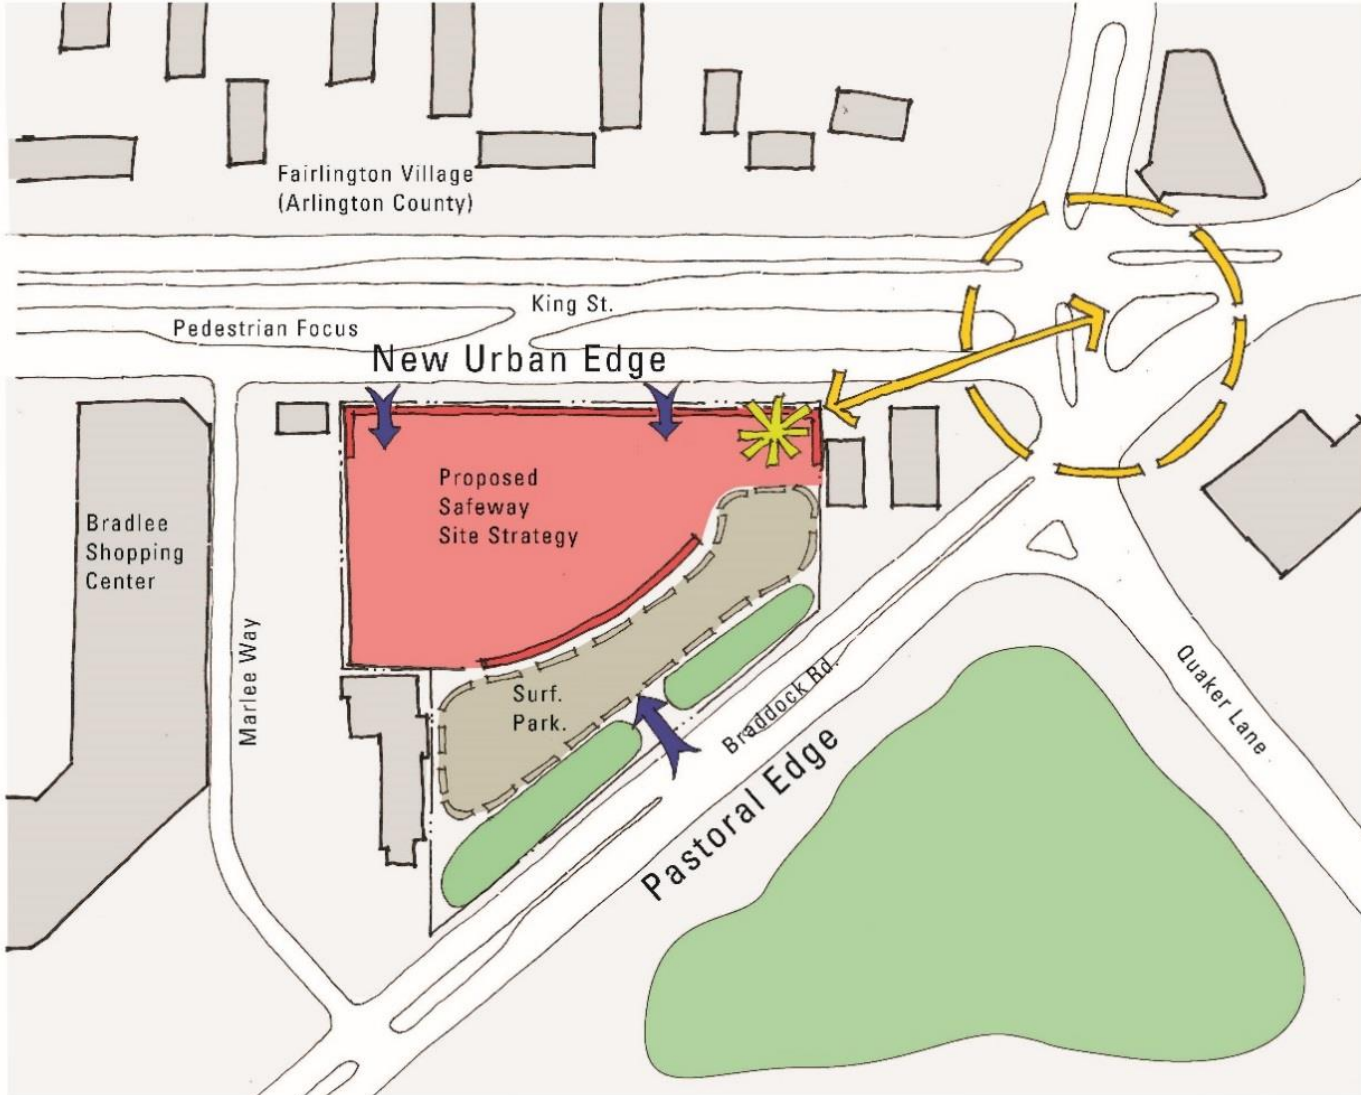 Fairlington Village
(Arlington County)
King St.
Pedestrian Focus
New Urban Edge
Proposed
Safeway
Site Strategy
Bradlee
Shopping
Center
Marlee Way
Surf.
Park.
Braddock Rd.
Pastoral Edge
Quaker Lane